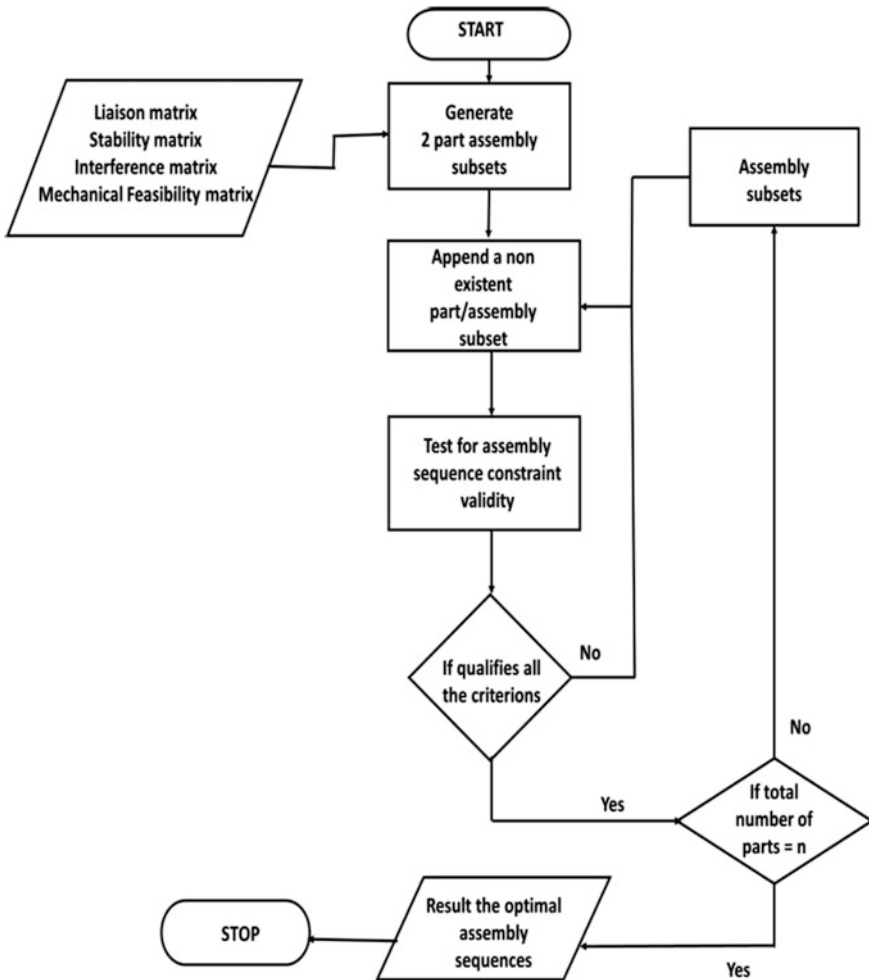 START
Liaison matrix
Stability matrix
Interference matrix
Mechanical Feasibility matrix
Generate
2 part assembly
subsets
Assembly
subsets
Append a non
existent
part/assembly
subset
Test for assembly
sequence constraint
validity
If qualifies all
the criterions
No
No
Yes
If total
number of
parts = n
Yes
Result the optimal
assembly
sequences
STOP